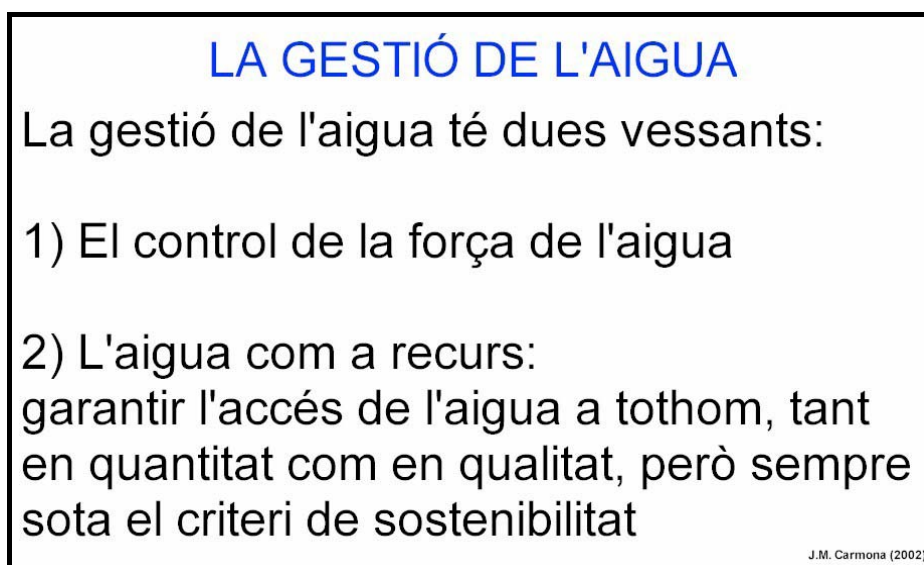 LA GESTIÓ DE L'AIGUA
La gestió de l'aigua té dues vessants:
1) El control de la força de l'aigua
2) L'aigua com a recurs:
garantir l'accés de l'aigua a tothom, tant
en quantitat com en qualitat, però sempre
sota el criteri de sostenibilitat
J.M. Carmona (2002)